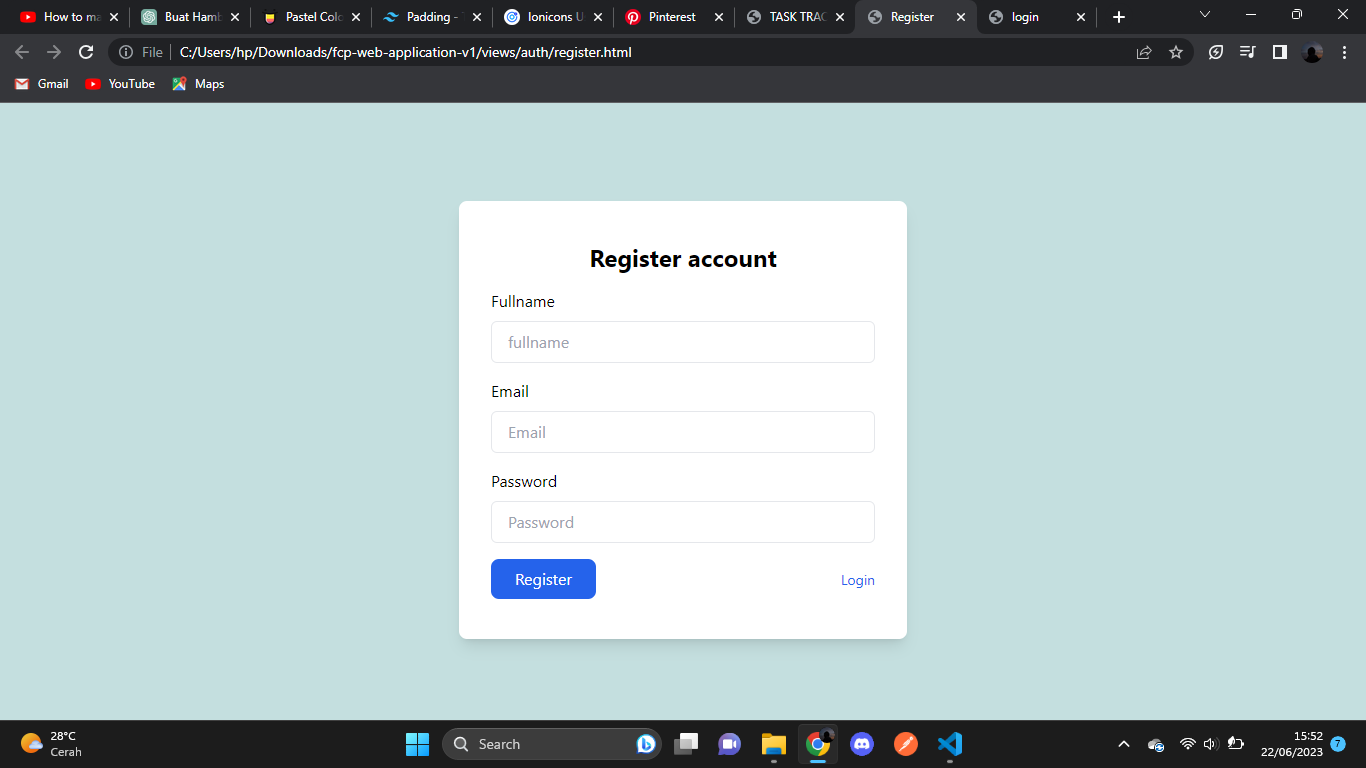 How to ma
Buat Hamb
Pastel Colo
Padding -
Ionicons U
Pinterest
TASK TRAC
Register
login
File
C:/Users/hp/Downloads/fcp-web-application-v1/views/auth/register.html
Gmail
YouTube
Maps
Register account
Fullname
fullname
Email
Email
Password
Password
Register
Login
28°C
Cerah
Search
15:52
22/06/2023
7